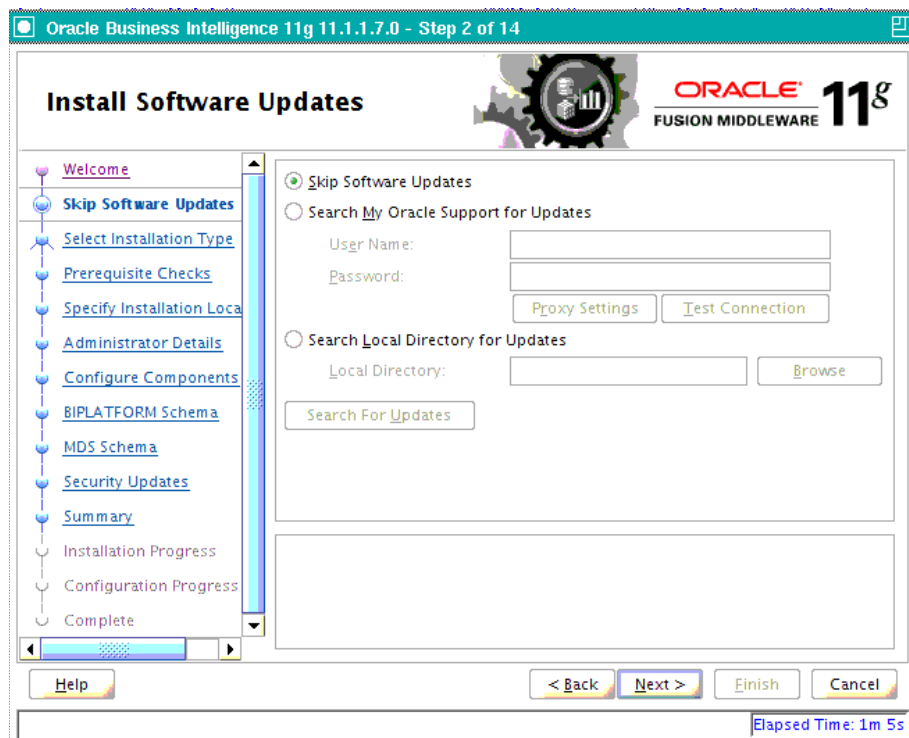 Oracle Business Intelligence 11g 11.1.1.7.0 - Step 2 of 14
Install Software Updates
ORACLE
FUSION MIDDLEWARE
11g
Welcome
Skip Software Updates
Select Installation Type
Prerequisite Checks
Specify Installation Loca
Administrator Details
Configure Components
BIPLATFORM Schema
MDS Schema
Security Updates
Summary
Installation Progress
Configuration Progress
Complete
Skip Software Updates
Search My Oracle Support for Updates
User Name:
Password:
Proxy Settings
Test Connection
Search Local Directory for Updates
Local Directory:
Browse
Search For Updates
Help
< Back
Next >
Finish
Cancel
Elapsed Time: 1m 5s